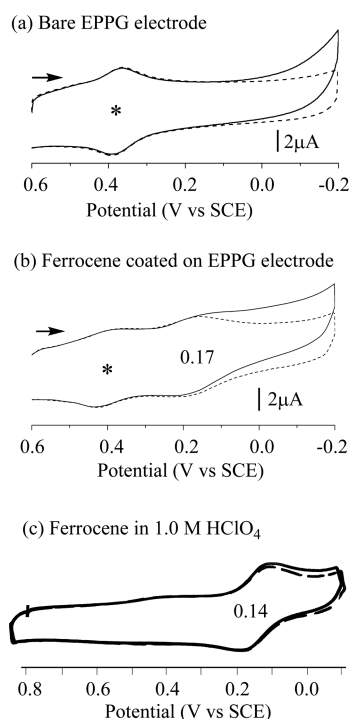 (a) Bare EPPG electrode
*
2μA
0.6 0.4 0.2 0.0 -0.2
Potential (V vs SCE)
(b) Ferrocene coated on EPPG electrode
0.17
*
2μA
0.6 0.4 0.2 0.0 -0.2
Potential (V vs SCE)
(c) Ferrocene in 1.0 M HClO₄
0.14
0.8 0.6 0.4 0.2 0.0
Potential (V vs SCE)